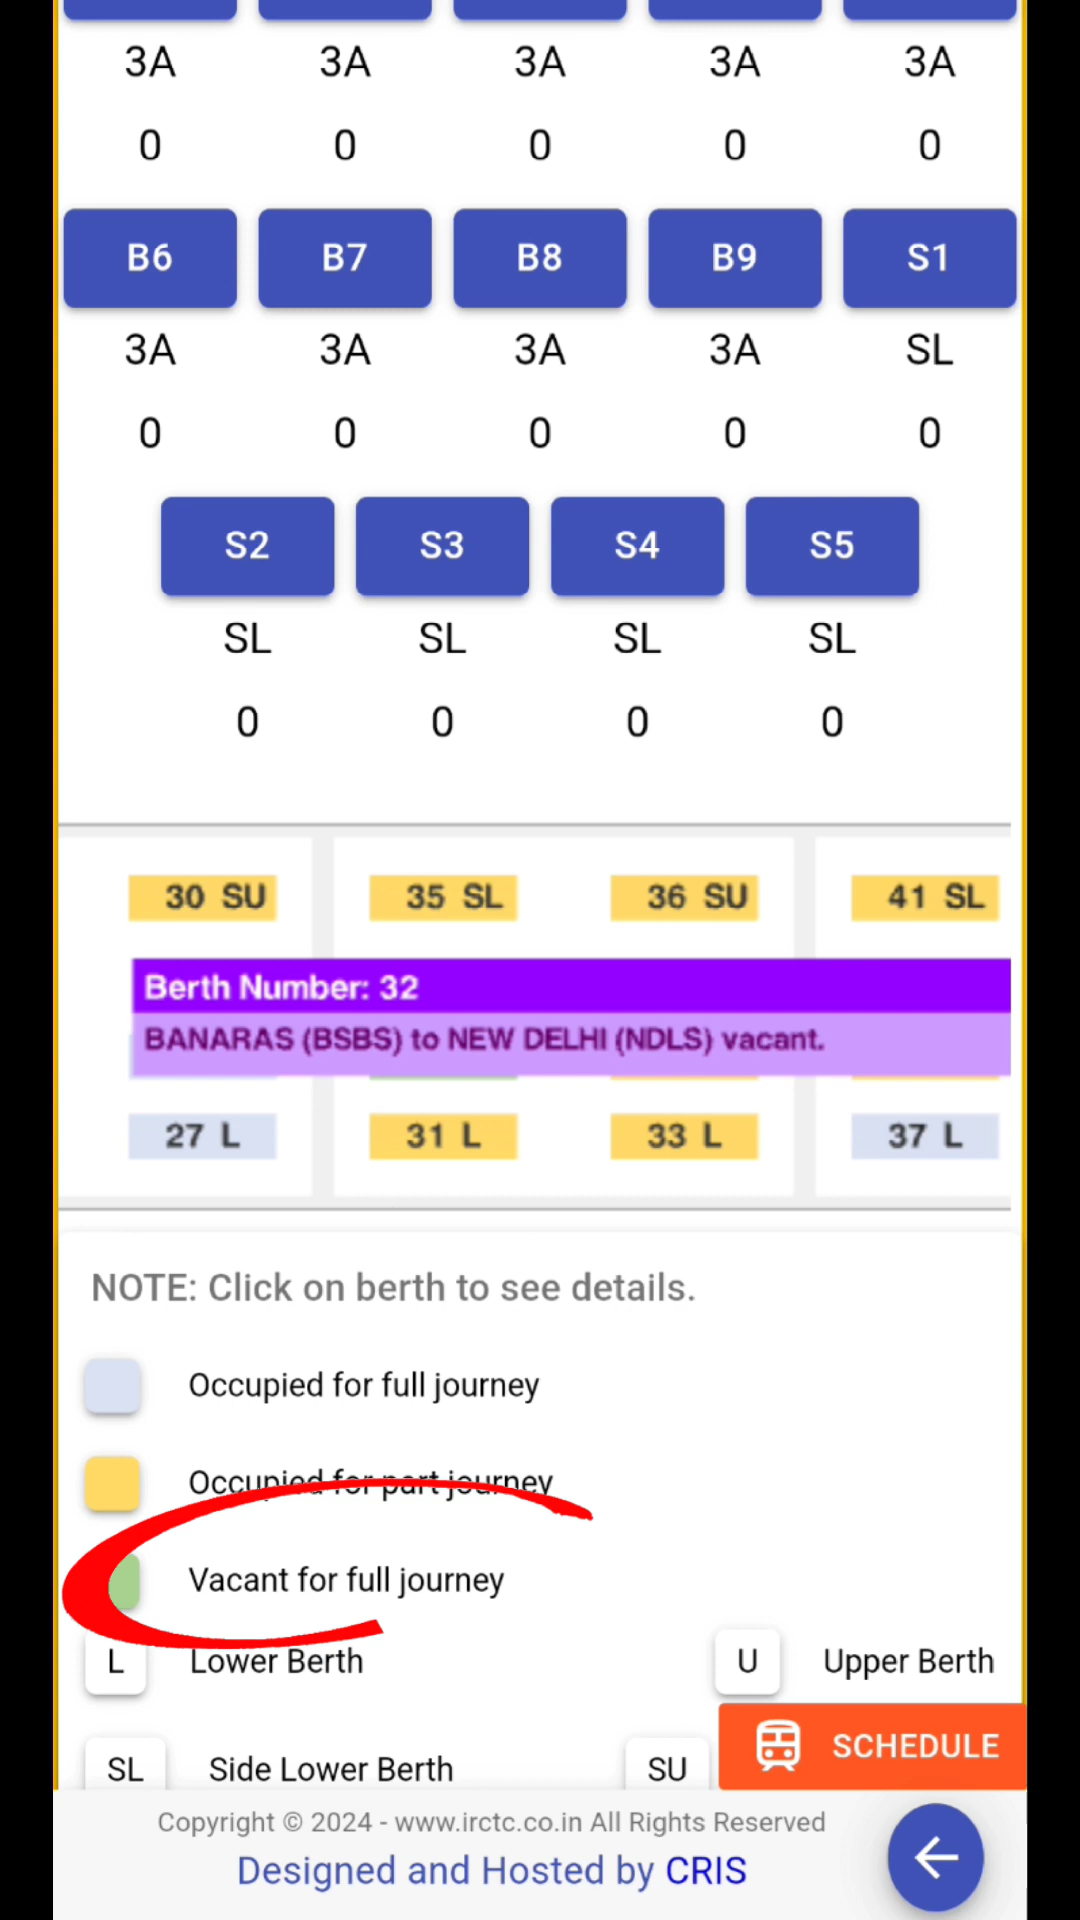 3A 3A 3A 3A 3A
0 0 0 0 0
B6 B7 B8 B9 S1
3A 3A 3A 3A SL
0 0 0 0 0
S2 S3 S4 S5
SL SL SL SL
0 0 0 0
30 SU 35 SL 36 SU 41 SL
Berth Number: 32
BANARAS (BSBS) to NEW DELHI (NDLS) vacant.
27 L 31 L 33 L 37 L
NOTE: Click on berth to see details.
Occupied for full journey
Occupied for part journey
Vacant for full journey
L Lower Berth U Upper Berth
SCHEDULE
SL Side Lower Berth SU
Copyright © 2024 - www.irctc.co.in All Rights Reserved
Designed and Hosted by CRIS